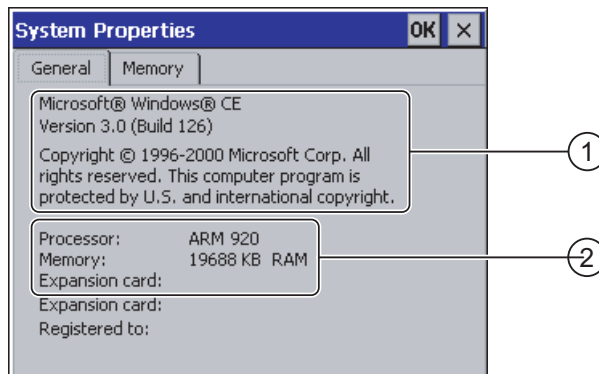 System Properties OK ×
General Memory
Microsoft® Windows® CE
Version 3.0 (Build 126)
Copyright © 1996-2000 Microsoft Corp. All
rights reserved. This computer program is
protected by U.S. and international copyright.
1
Processor: ARM 920
Memory: 19688 KB RAM
Expansion card:
2
Expansion card:
Registered to: